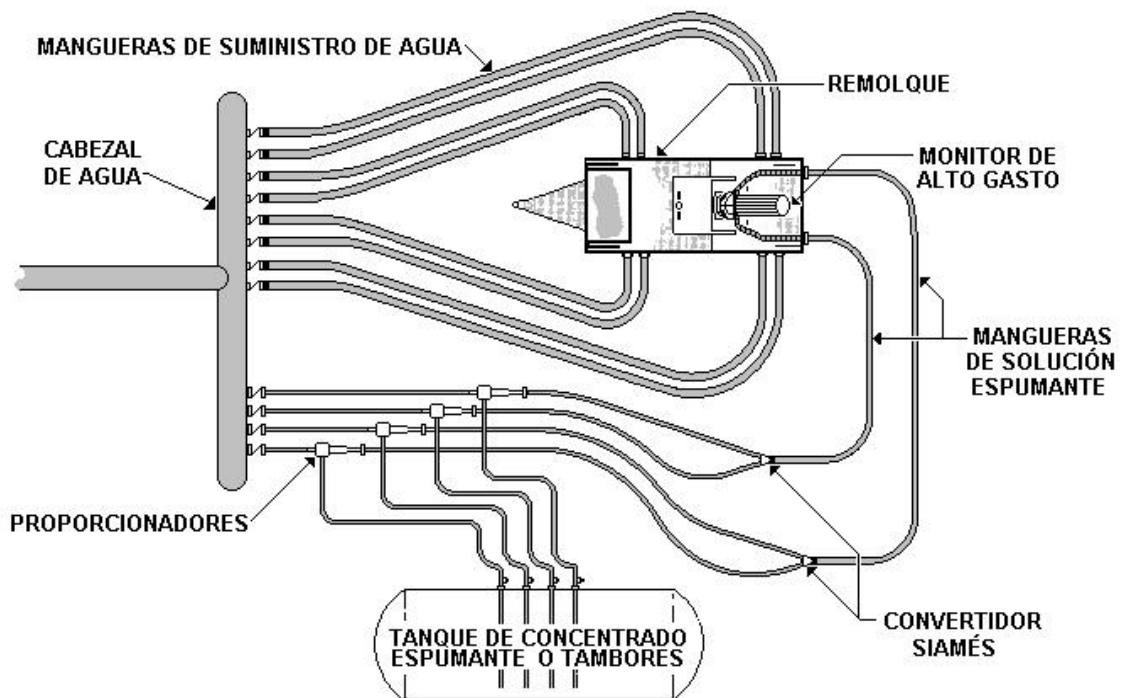 MANGUERAS DE SUMINISTRO DE AGUA
REMOLQUE
CABEZAL
DE AGUA
MONITOR DE
ALTO GASTO
MANGUERAS
DE SOLUCIÓN
ESPUMANTE
PROPORCIONADORES
CONVERTIDOR
SIAMÉS
TANQUE DE CONCENTRADO
ESPUMANTE O TAMBORES